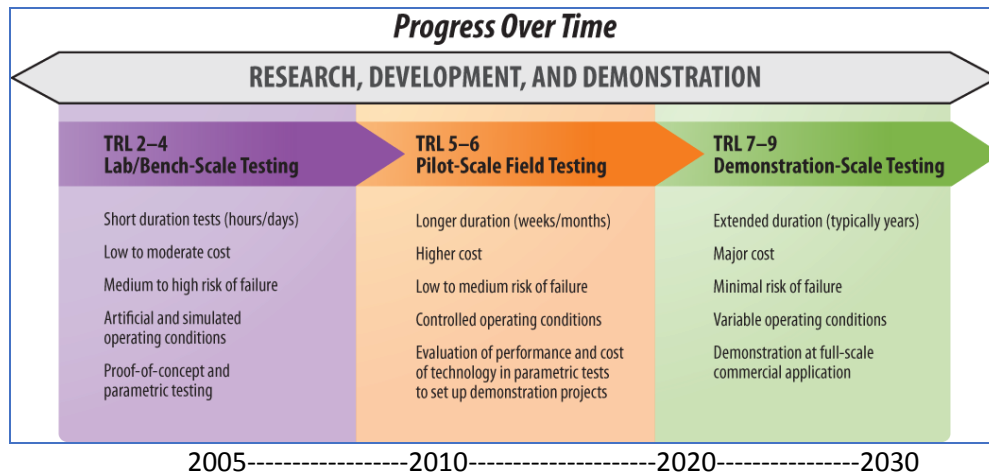 Progress Over Time
RESEARCH, DEVELOPMENT, AND DEMONSTRATION
TRL 2–4
Lab/Bench-Scale Testing
Short duration tests (hours/days)
Low to moderate cost
Medium to high risk of failure
Artificial and simulated
operating conditions
Proof-of-concept and
parametric testing
TRL 5–6
Pilot-Scale Field Testing
Longer duration (weeks/months)
Higher cost
Low to medium risk of failure
Controlled operating conditions
Evaluation of performance and cost
of technology in parametric tests
to set up demonstration projects
TRL 7–9
Demonstration-Scale Testing
Extended duration (typically years)
Major cost
Minimal risk of failure
Variable operating conditions
Demonstration at full-scale
commercial application
2005-----------------2010-------------------2020--------------2030